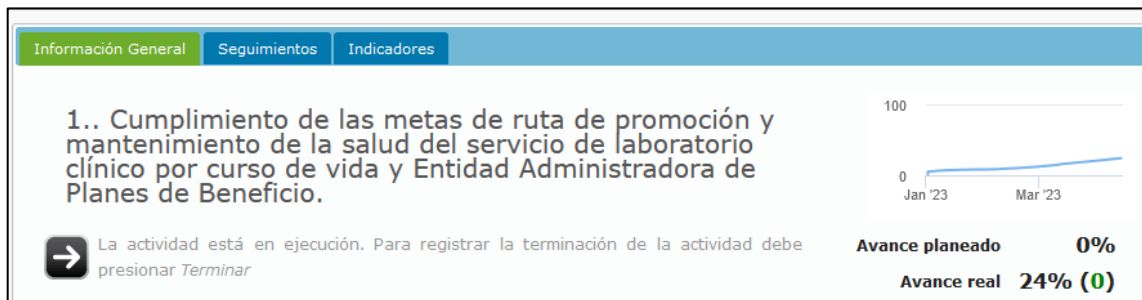 Información General Seguimientos Indicadores
1.. Cumplimiento de las metas de ruta de promoción y
mantenimiento de la salud del servicio de laboratorio
clínico por curso de vida y Entidad Administradora de
Planes de Beneficio.
100
0
Jan '23 Mar '23
La actividad está en ejecución. Para registrar la terminación de la actividad debe
presionar Terminar
Avance planeado 0%
Avance real 24% (0)